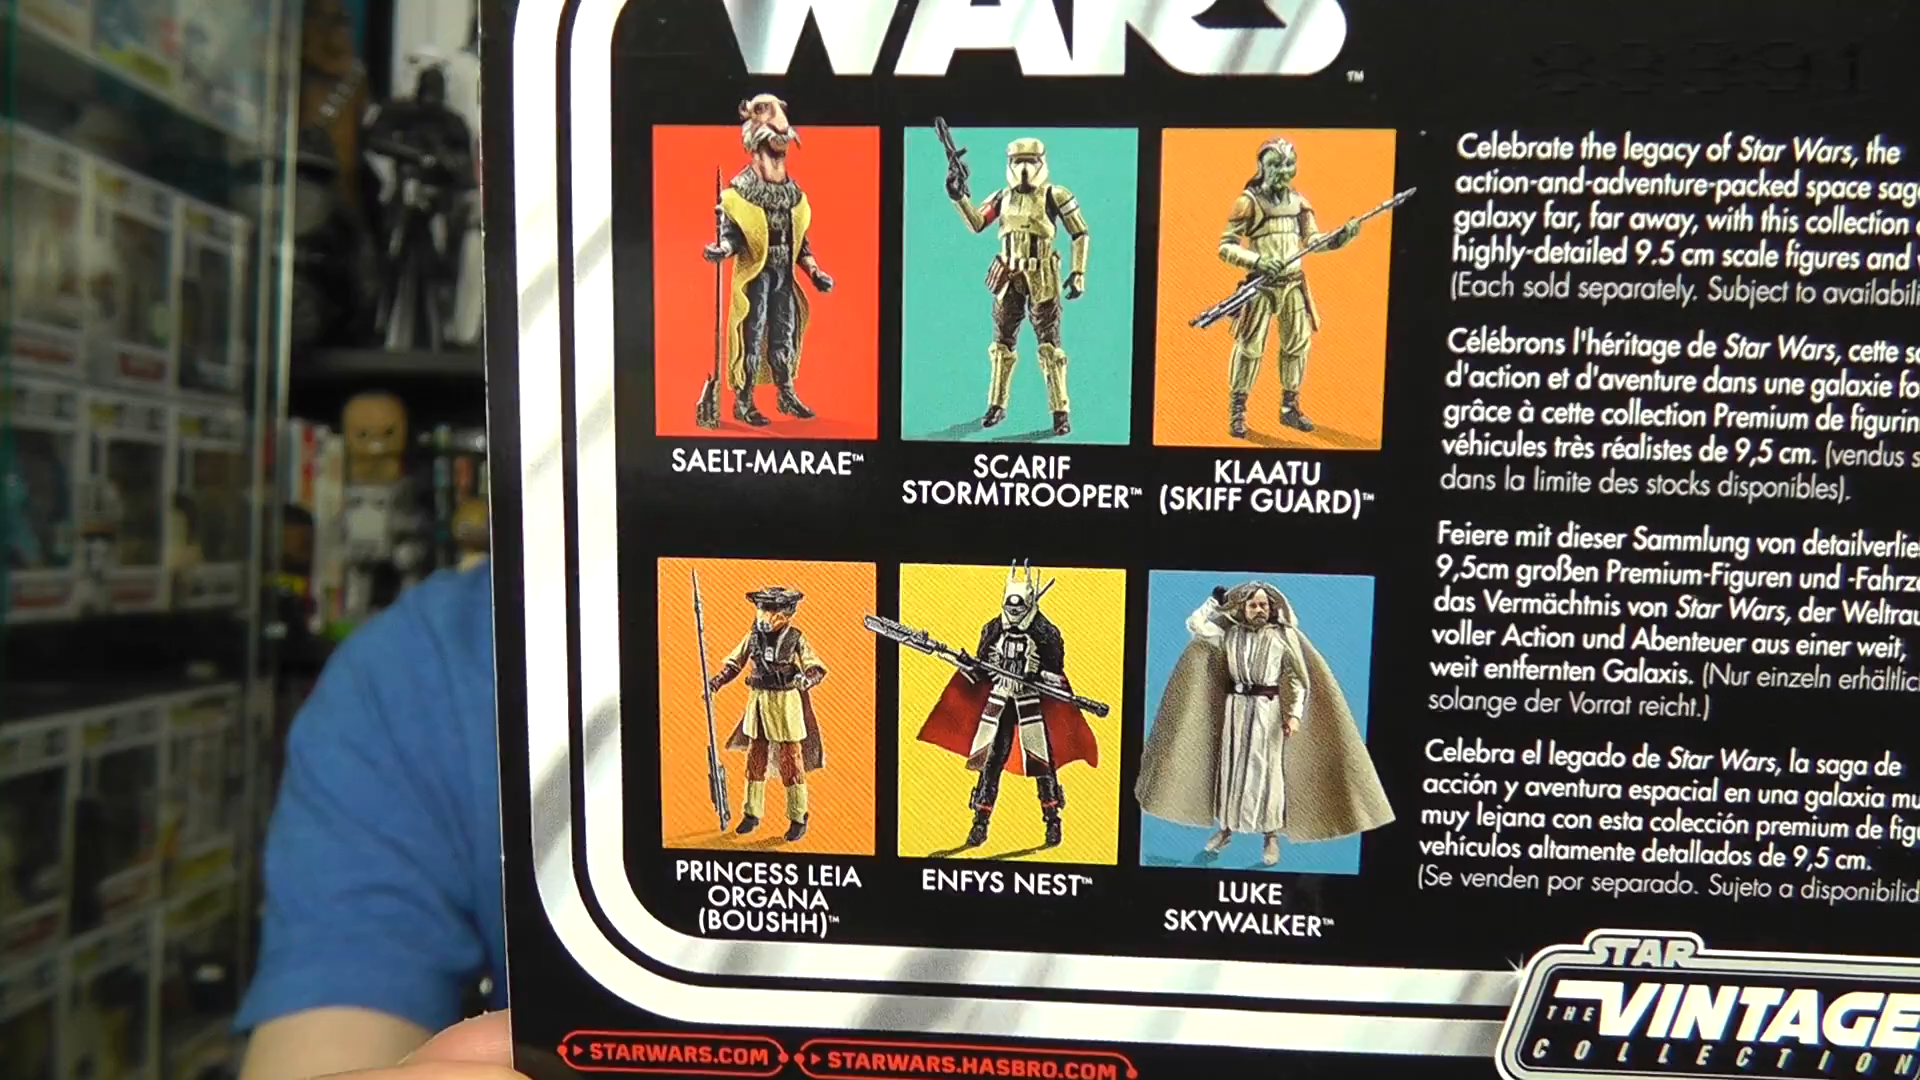 WARS™
SAELT-MARAE™
SCARIF
STORMTROOPER™
KLAATU
(SKIFF GUARD)™
PRINCESS LEIA
ORGANA
(BOUSHH)™
ENFYS NEST™
LUKE
SKYWALKER™
Celebrate the legacy of Star Wars, the
action-and-adventure-packed space
galaxy far, far away, with this collection
highly-detailed 9.5 cm scale figures and
(Each sold separately. Subject to
Célébrons l'héritage de Star Wars, cette
d'action et d'aventure dans une galaxie
grâce à cette collection Premium de
véhicules très réalistes de 9,5 cm. (vendus
dans la limite des stocks disponibles).
Feiere mit dieser Sammlung von
9,5cm großen Premium-Figuren und
das Vermächtnis von Star Wars, der
voller Action und Abenteuer aus einer weit,
weit entfernten Galaxis. (Nur einzeln
solange der Vorrat reicht.)
Celebra el legado de Star Wars, la saga de
acción y aventura espacial en una galaxia
muy lejana con esta colección premium de
vehículos altamente detallados de 9,5 cm.
(Se venden por separado. Sujeto a
STAR
THE VINTAGE
COLLECTION
STARWARS.COM
STARWARS.HASBRO.COM